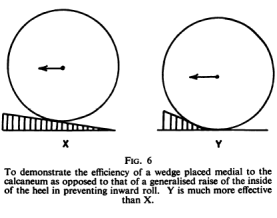 X
Y
FIG. 6
To demonstrate the efficiency of a wedge placed medial to the
calcaneum as opposed to that of a generalised raise of the inside
of the heel in preventing inward roll. Y is much more effective
than X.